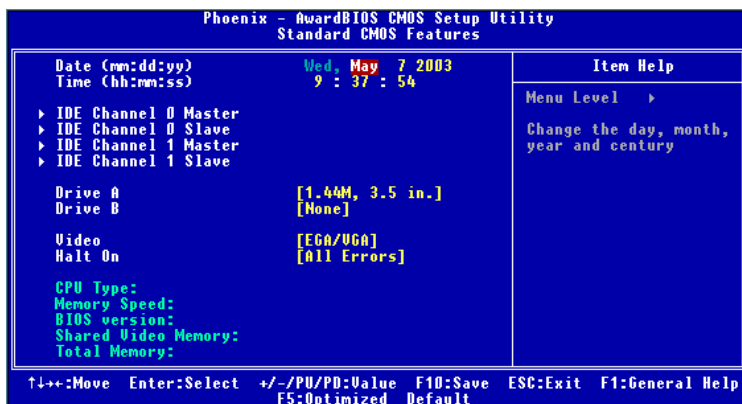 Phoenix - AwardBIOS CMOS Setup Utility
Standard CMOS Features
Date (mm:dd:yy) Wed, May 7 2003
Time (hh:mm:ss) 9 : 37 : 54
▶ IDE Channel 0 Master
▶ IDE Channel 0 Slave
▶ IDE Channel 1 Master
▶ IDE Channel 1 Slave
Drive A [1.44M, 3.5 in.]
Drive B [None]
Video [EGA/VGA]
Halt On [All Errors]
CPU Type:
Memory Speed:
BIOS version:
Shared Video Memory:
Total Memory:
Item Help
Menu Level ▶
Change the day, month,
year and century
↑↓→←:Move Enter:Select +/-/PU/PD:Value F10:Save ESC:Exit F1:General Help
F5:Optimized Default